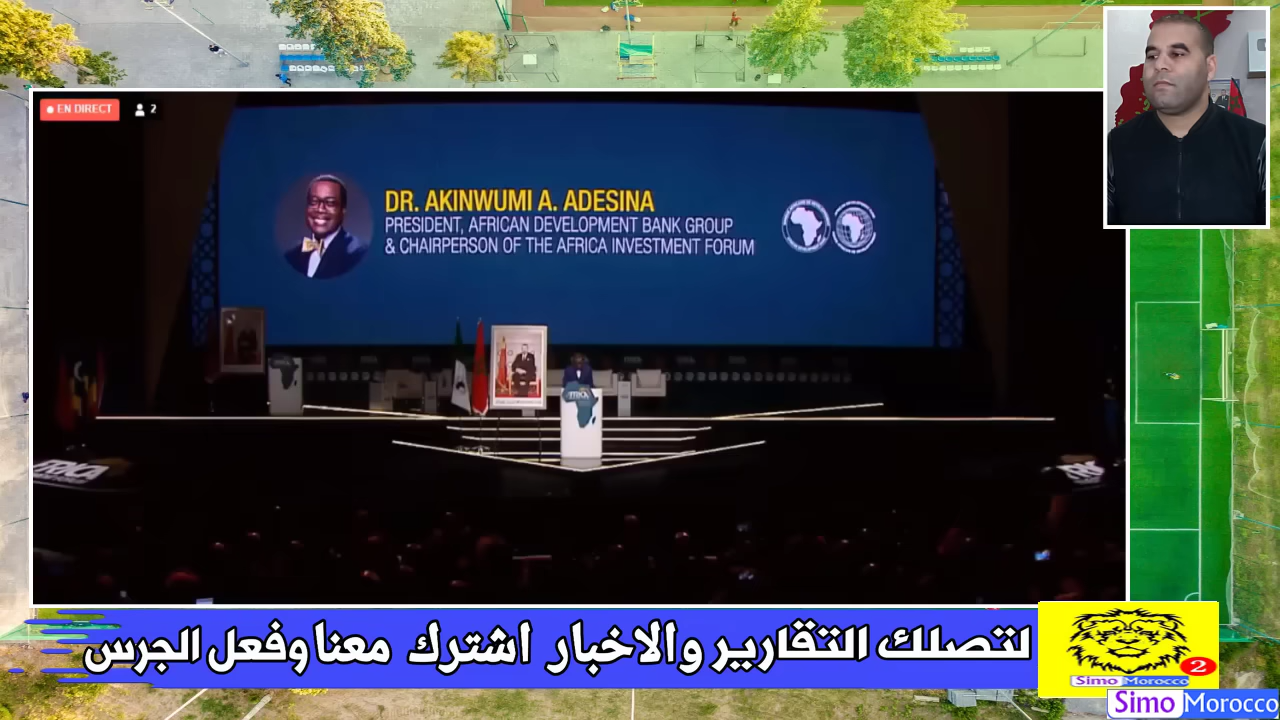 EN DIRECT
2
DR. AKINWUMI A. ADESINA
PRESIDENT, AFRICAN DEVELOPMENT BANK GROUP
& CHAIRPERSON OF THE AFRICA INVESTMENT FORUM
لتصلك التقارير والاخبار اشترك معنا وفعل الجرس
2
Simo Morocco
Simo Morocco